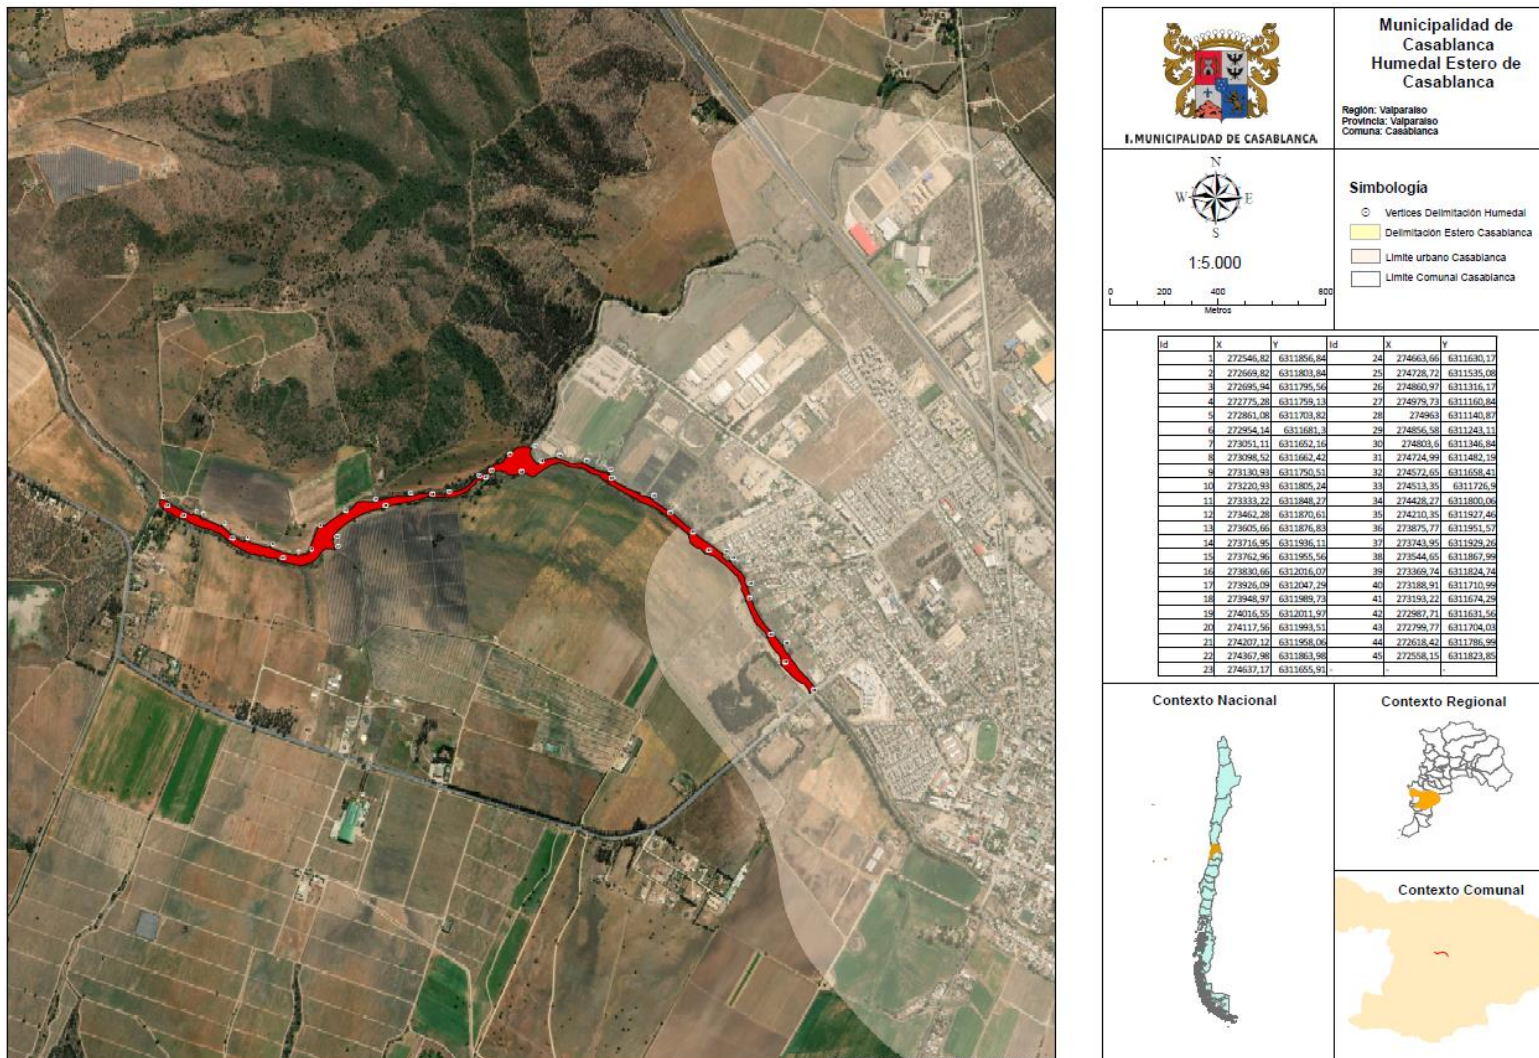 I. MUNICIPALIDAD DE CASABLANCA
Municipalidad de
Casablanca
Humedal Estero de
Casablanca
Región: Valparaíso
Provincia: Valparaíso
Comuna: Casablanca
N
W E
S
1:5.000
0 200 400 800
Metros
Simbología
Vertices Delimitación Humedal
Delimitación Estero Casablanca
Limite urbano Casablanca
Limite Comunal Casablanca
Id X Y Id X Y
1 272546,82 6311856,84 24 274663,66 6311630,17
2 272669,82 6311803,84 25 274728,72 6311535,08
3 272695,94 6311795,56 26 274860,97 6311316,17
4 272775,28 6311759,13 27 274979,73 6311160,84
5 272861,08 6311703,82 28 274963 6311140,87
6 272954,14 6311681,3 29 274856,58 6311243,11
7 273051,11 6311652,16 30 274803,6 6311346,84
8 273098,52 6311662,42 31 274724,99 6311482,19
9 273130,93 6311750,51 32 274572,65 6311658,41
10 273220,93 6311805,24 33 274513,35 6311726,9
11 273333,22 6311848,27 34 274428,27 6311800,06
12 273462,28 6311870,61 35 274210,35 6311927,46
13 273605,66 6311876,83 36 273875,77 6311951,57
14 273716,95 6311936,11 37 273743,95 6311929,26
15 273762,96 6311955,56 38 273544,65 6311867,99
16 273830,66 6312016,07 39 273369,74 6311824,74
17 273926,09 6312047,29 40 273188,91 6311710,99
18 273948,97 6311989,73 41 273193,22 6311674,29
19 274016,55 6312011,97 42 272987,71 6311631,56
20 274117,56 6311993,51 43 272799,77 6311704,03
21 274207,12 6311958,06 44 272618,42 6311786,99
22 274367,98 6311863,98 45 272558,15 6311823,85
23 274637,17 6311655,91 - - -
Contexto Nacional
Contexto Regional
Contexto Comunal